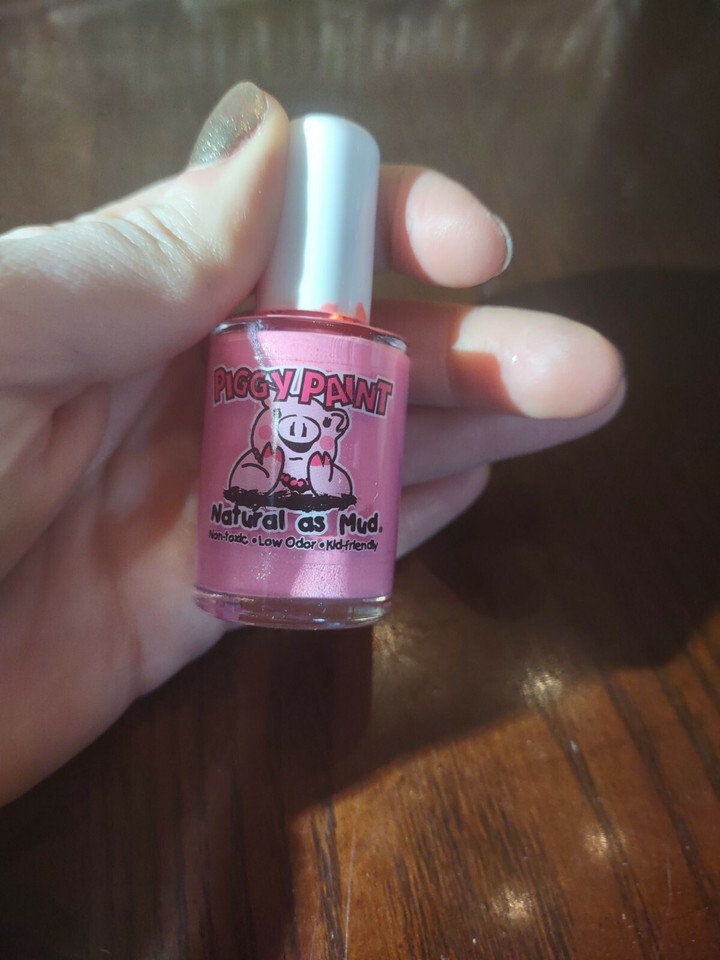 PIGGY PAINT
Natural as Mud.
Non-toxic • Low Odor • Kid-friendly